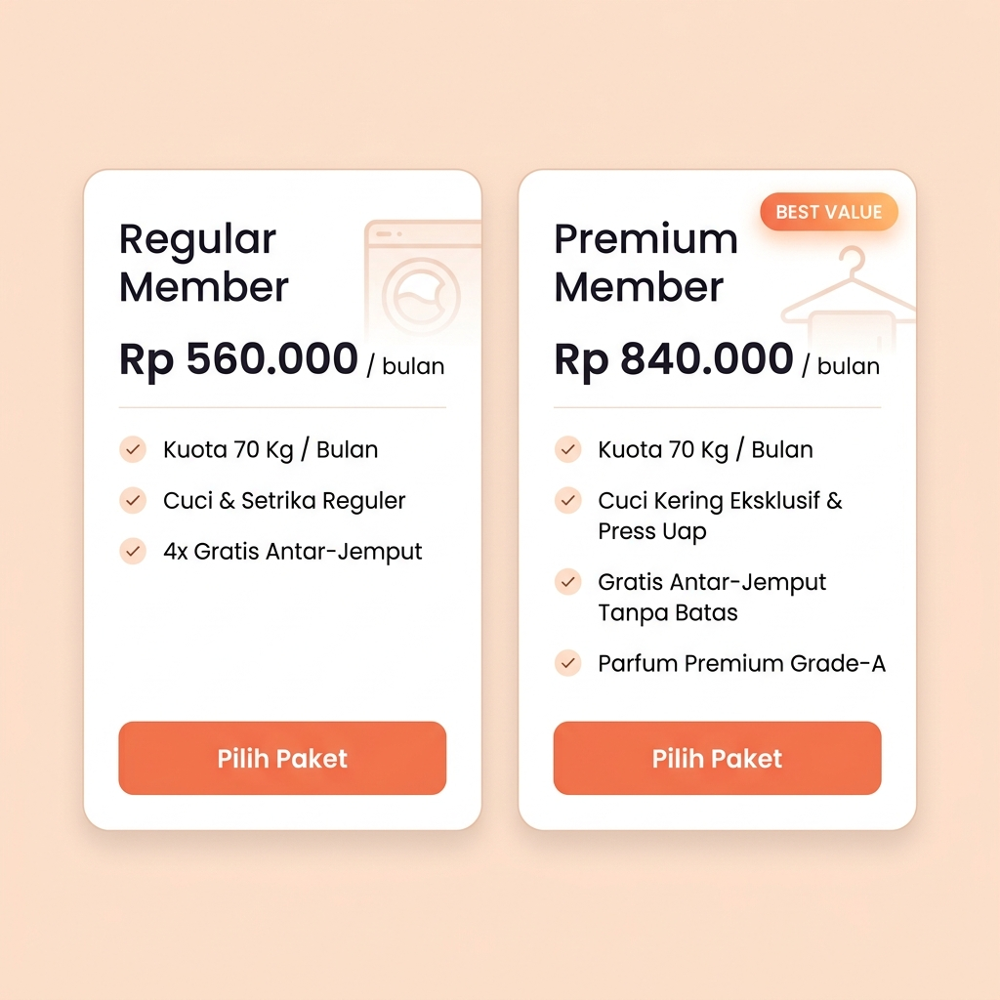 Regular
Member
Rp 560.000 / bulan
Kuota 70 Kg / Bulan
Cuci & Setrika Reguler
4x Gratis Antar-Jemput
Pilih Paket
BEST VALUE
Premium
Member
Rp 840.000 / bulan
Kuota 70 Kg / Bulan
Cuci Kering Eksklusif &
Press Uap
Gratis Antar-Jemput
Tanpa Batas
Parfum Premium Grade-A
Pilih Paket